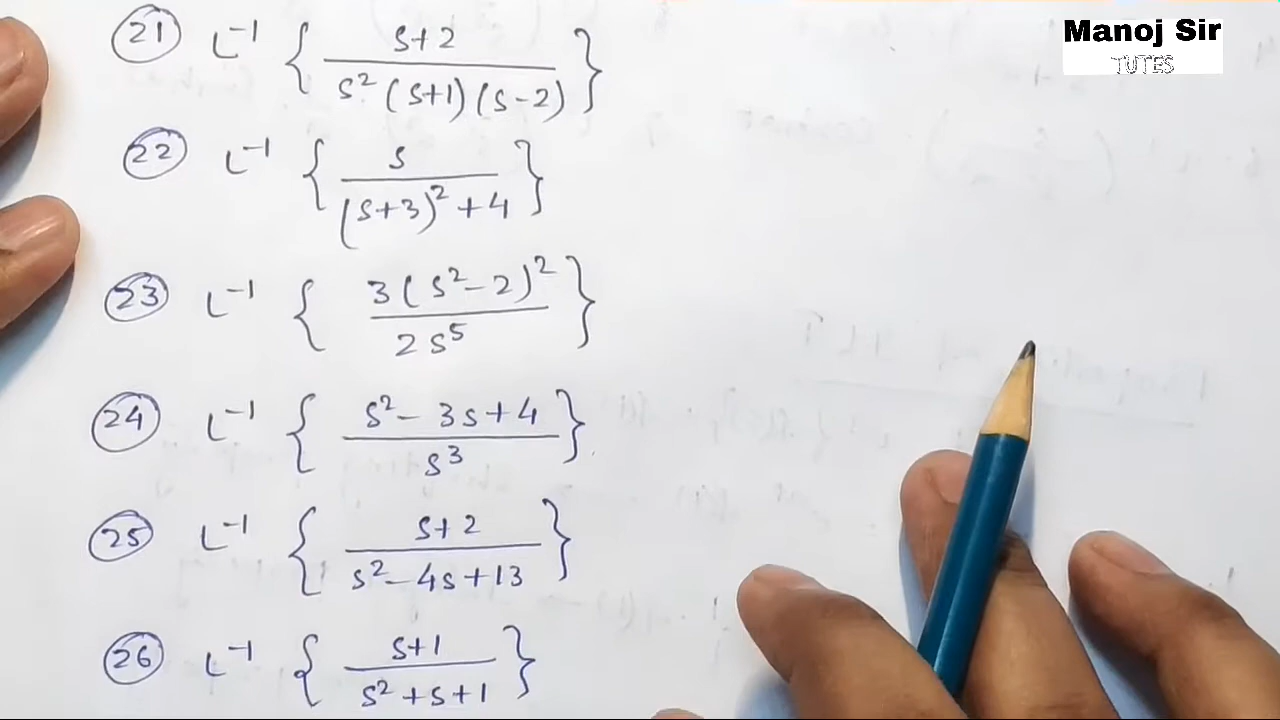 Manoj Sir
TUTES
21 L⁻¹ { s+2 / s²(s+1)(s-2) }
22 L⁻¹ { s / (s+3)²+4 }
23 L⁻¹ { 3(s²-2)² / 2s⁵ }
24 L⁻¹ { s²-3s+4 / s³ }
25 L⁻¹ { s+2 / s²-4s+13 }
26 L⁻¹ { s+1 / s²+s+1 }